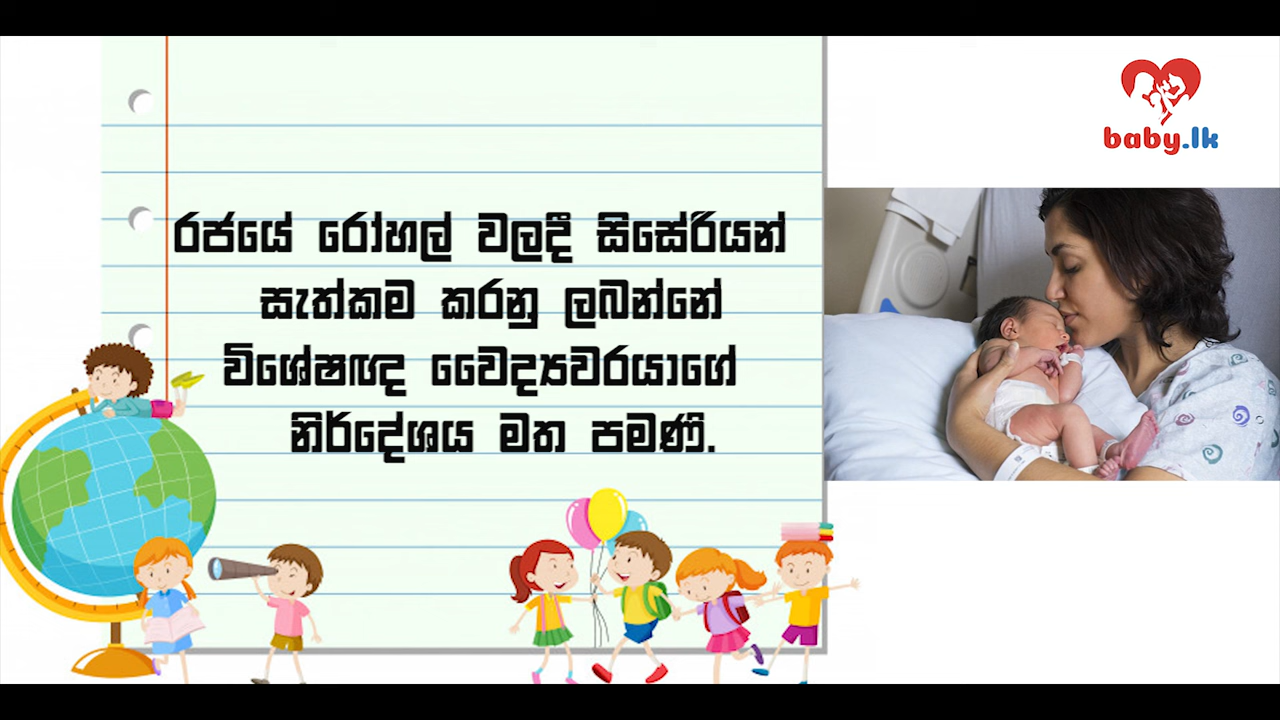 baby.lk
රජයේ රෝහල් වලදී සිසේරියන්
සැත්කම කරනු ලබන්නේ
විශේෂඥ වෛද්‍යවරයාගේ
නිර්දේශය මත පමණි.